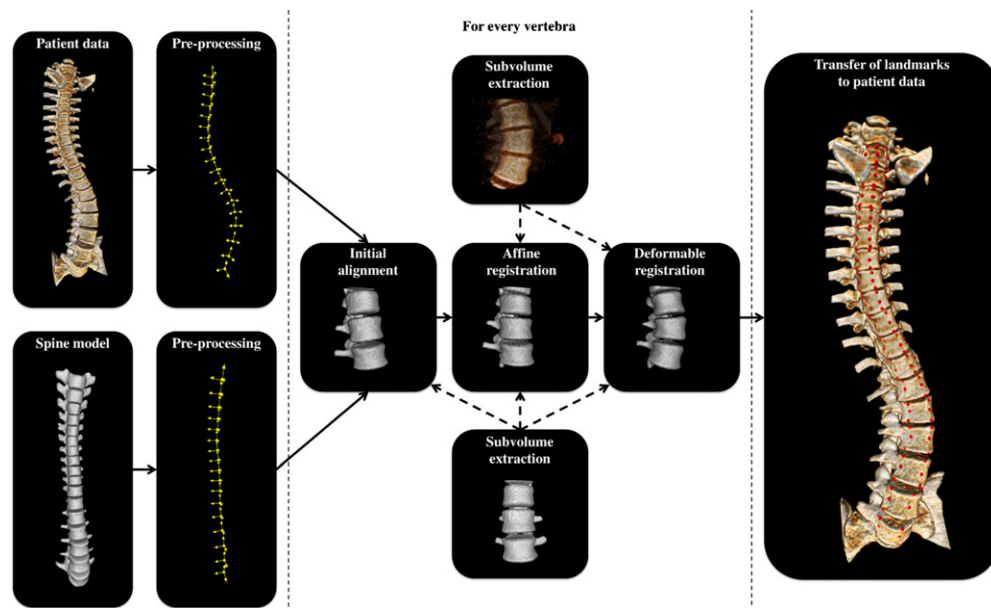 Patient data
Pre-processing
Spine model
Pre-processing
For every vertebra
Subvolume
extraction
Initial
alignment
Affine
registration
Deformable
registration
Subvolume
extraction
Transfer of landmarks
to patient data